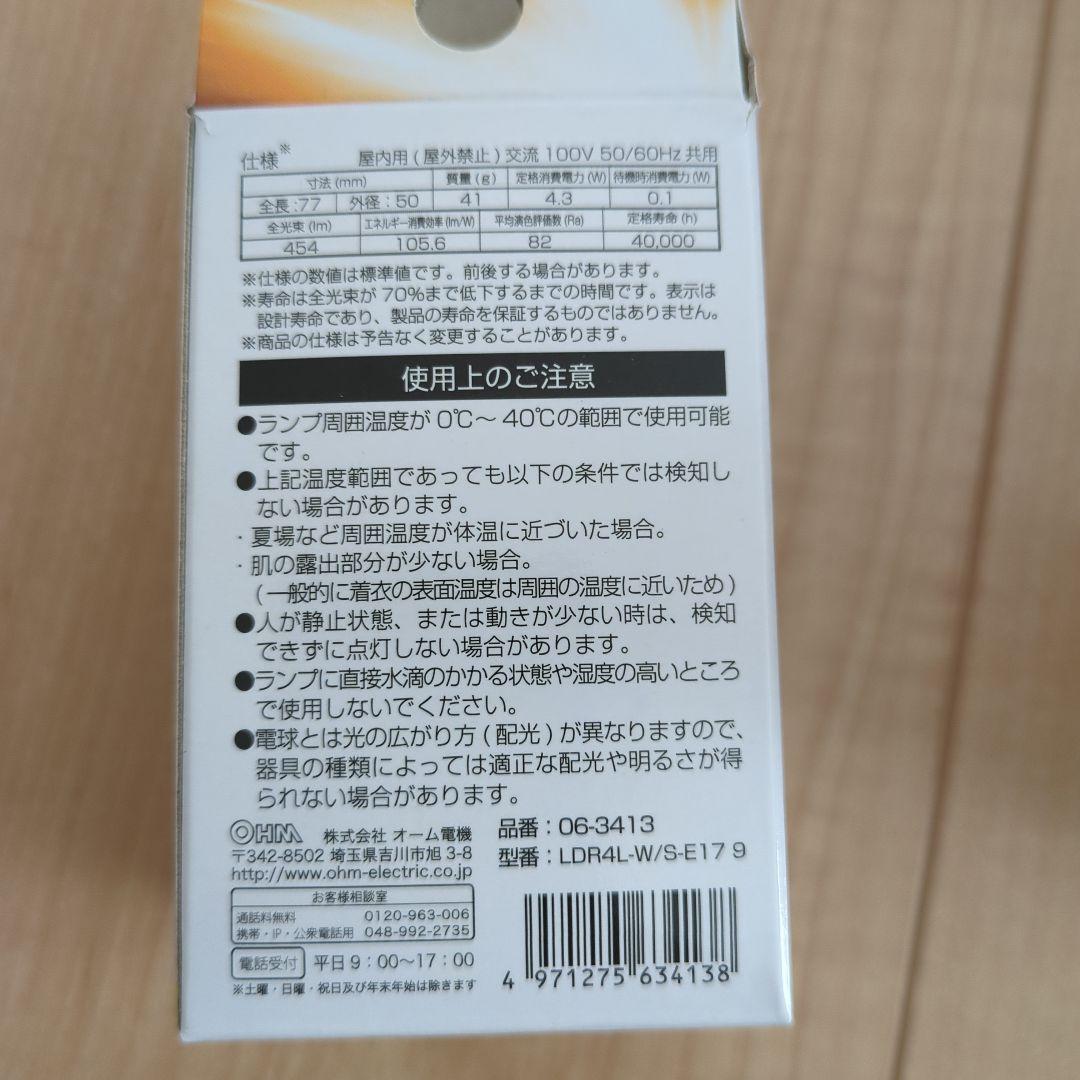 仕様※ 屋内用(屋外禁止)交流 100V 50/60Hz 共用
寸法(mm) 質量(g) 定格消費電力(W) 待機時消費電力(W)
全長:77 外径:50 41 4.3 0.1
全光束(lm) エネルギー消費効率(lm/W) 平均演色評価数(Ra) 定格寿命(h)
454 105.6 82 40,000
※仕様の数値は標準値です。前後する場合があります。
※寿命は全光束が 70%まで低下するまでの時間です。表示は
設計寿命であり、製品の寿命を保証するものではありません。
※商品の仕様は予告なく変更することがあります。
使用上のご注意
●ランプ周囲温度が 0℃~ 40℃の範囲で使用可能
です。
●上記温度範囲であっても以下の条件では検知し
ない場合があります。
・夏場など周囲温度が体温に近づいた場合。
・肌の露出部分が少ない場合。
(一般的に着衣の表面温度は周囲の温度に近いため)
●人が静止状態、または動きが少ない時は、検知
できずに点灯しない場合があります。
●ランプに直接水滴のかかる状態や湿度の高いところ
で使用しないでください。
●電球とは光の広がり方(配光)が異なりますので、
器具の種類によっては適正な配光や明るさが得
られない場合があります。
OHM 株式会社 オーム電機
〒342-8502 埼玉県吉川市旭 3-8
http://www.ohm-electric.co.jp
お客様相談室
通話料無料 0120-963-006
携帯・IP・公衆電話用 048-992-2735
電話受付 平日 9:00~17:00
※土曜・日曜・祝日及び年末年始は除きます
品番:06-3413
型番:LDR4L-W/S-E17 9
4 971275 634138